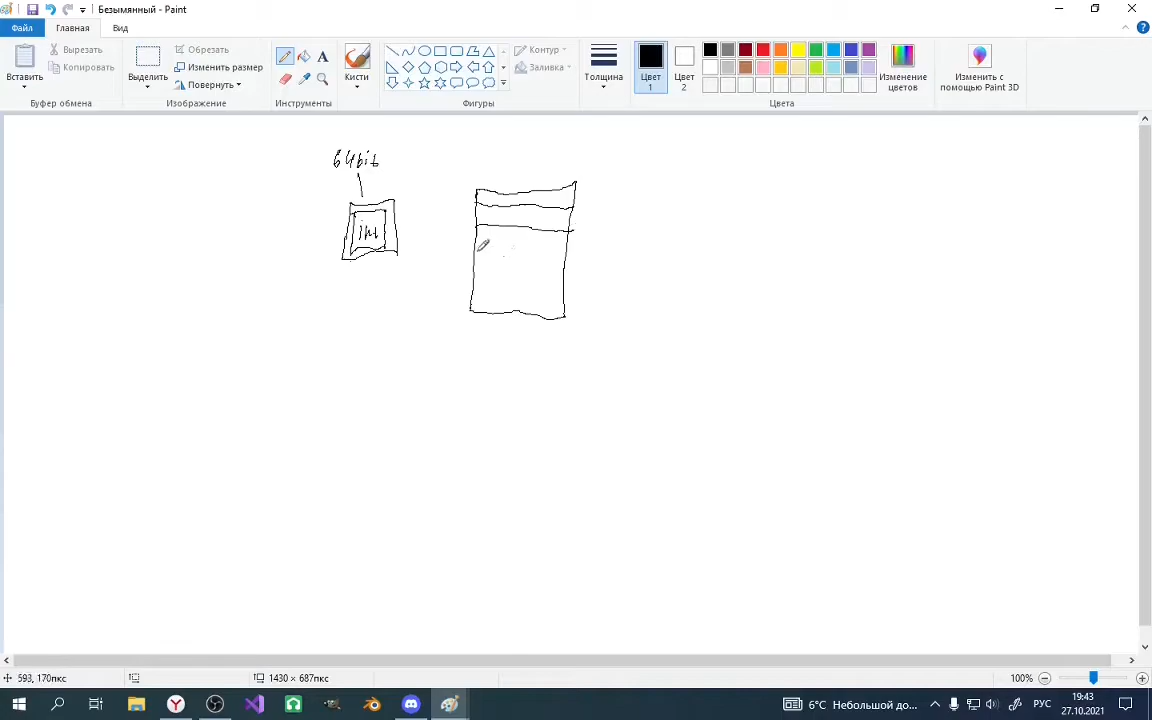 Безымянный - Paint
Файл
Главная
Вид
Вставить
Вырезать
Копировать
Буфер обмена
Выделить
Обрезать
Изменить размер
Повернуть
Изображение
A
Инструменты
Кисти
Контур
Заливка
Фигуры
Толщина
Цвет
1
Цвет
2
Изменение
цветов
Цвета
Изменить с
помощью Paint 3D
64bit
int
593, 170пкс
1430 × 687пкс
100%
6°C Небольшой до...
РУС
19:43
27.10.2021